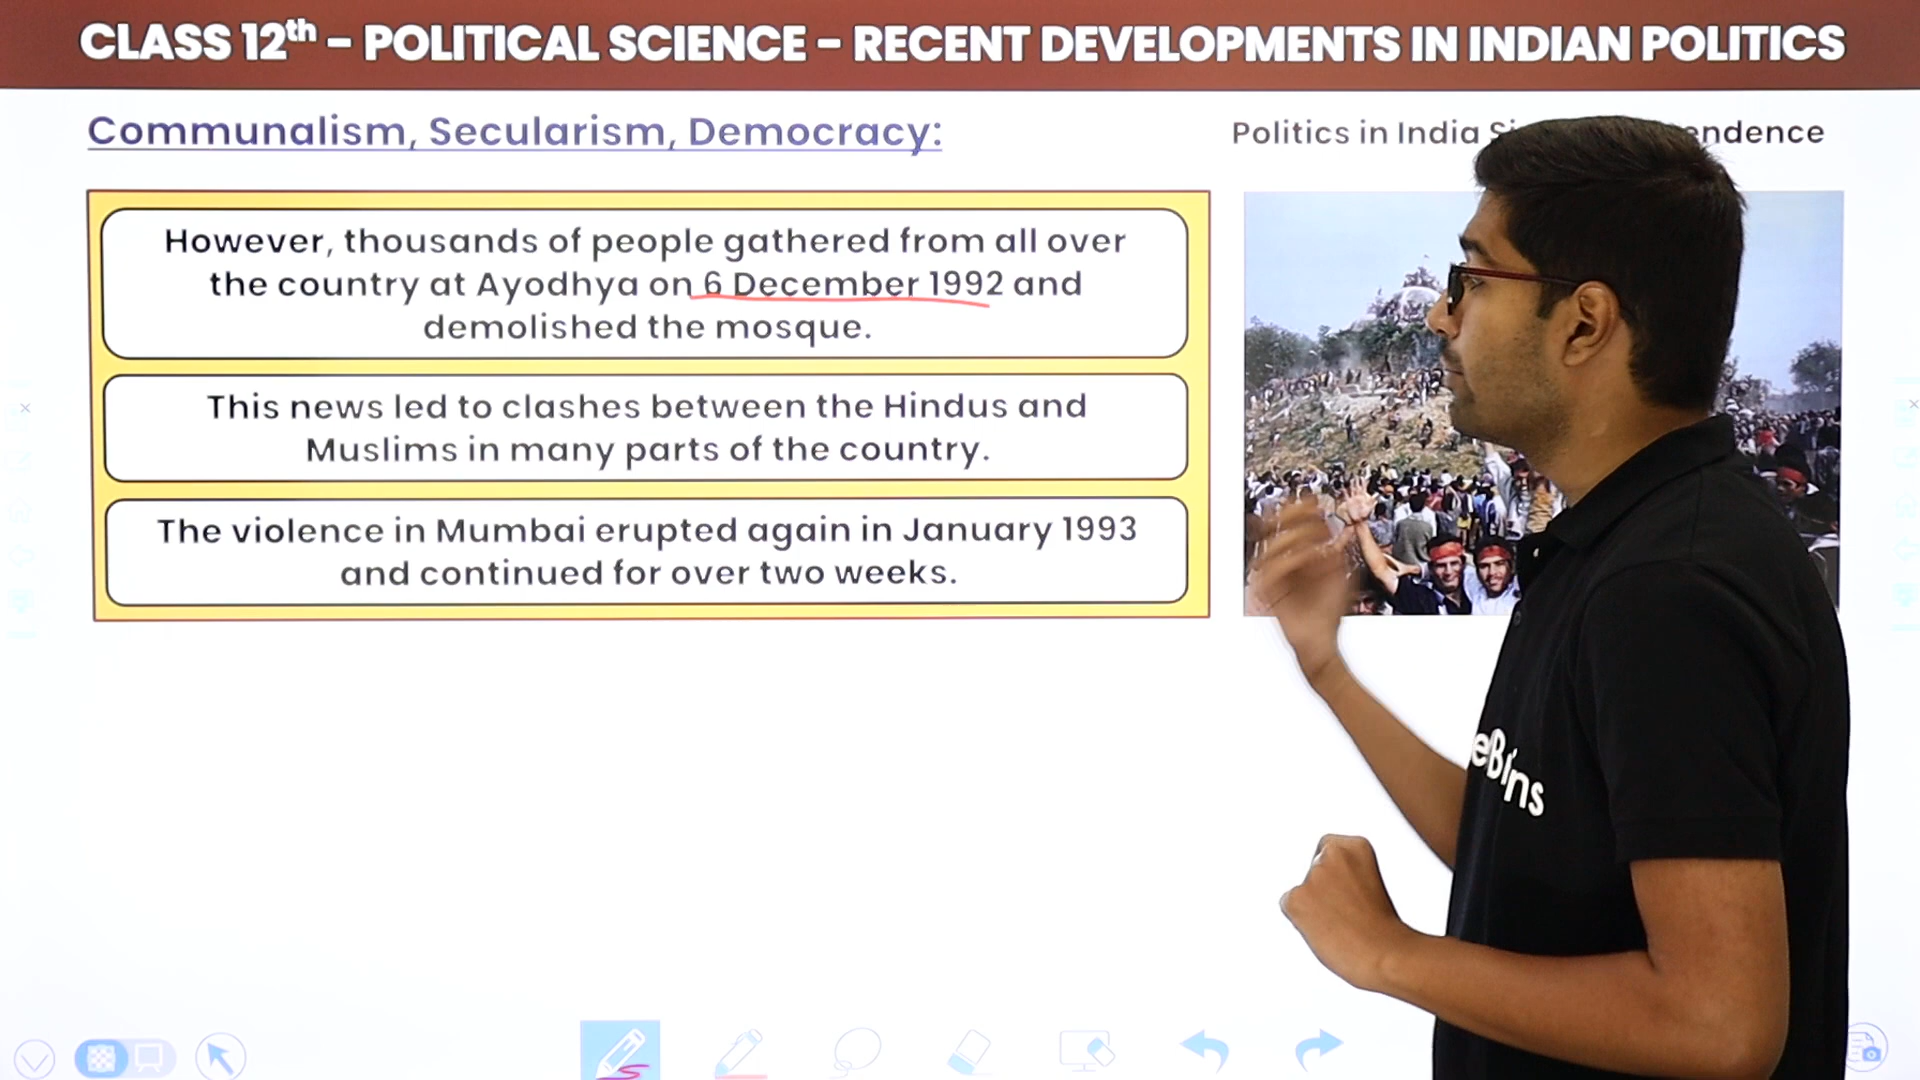 CLASS 12th – POLITICAL SCIENCE – RECENT DEVELOPMENTS IN INDIAN POLITICS
Communalism, Secularism, Democracy:
Politics in India
However, thousands of people gathered from all over
the country at Ayodhya on 6 December 1992 and
demolished the mosque.
This news led to clashes between the Hindus and
Muslims in many parts of the country.
The violence in Mumbai erupted again in January 1993
and continued for over two weeks.